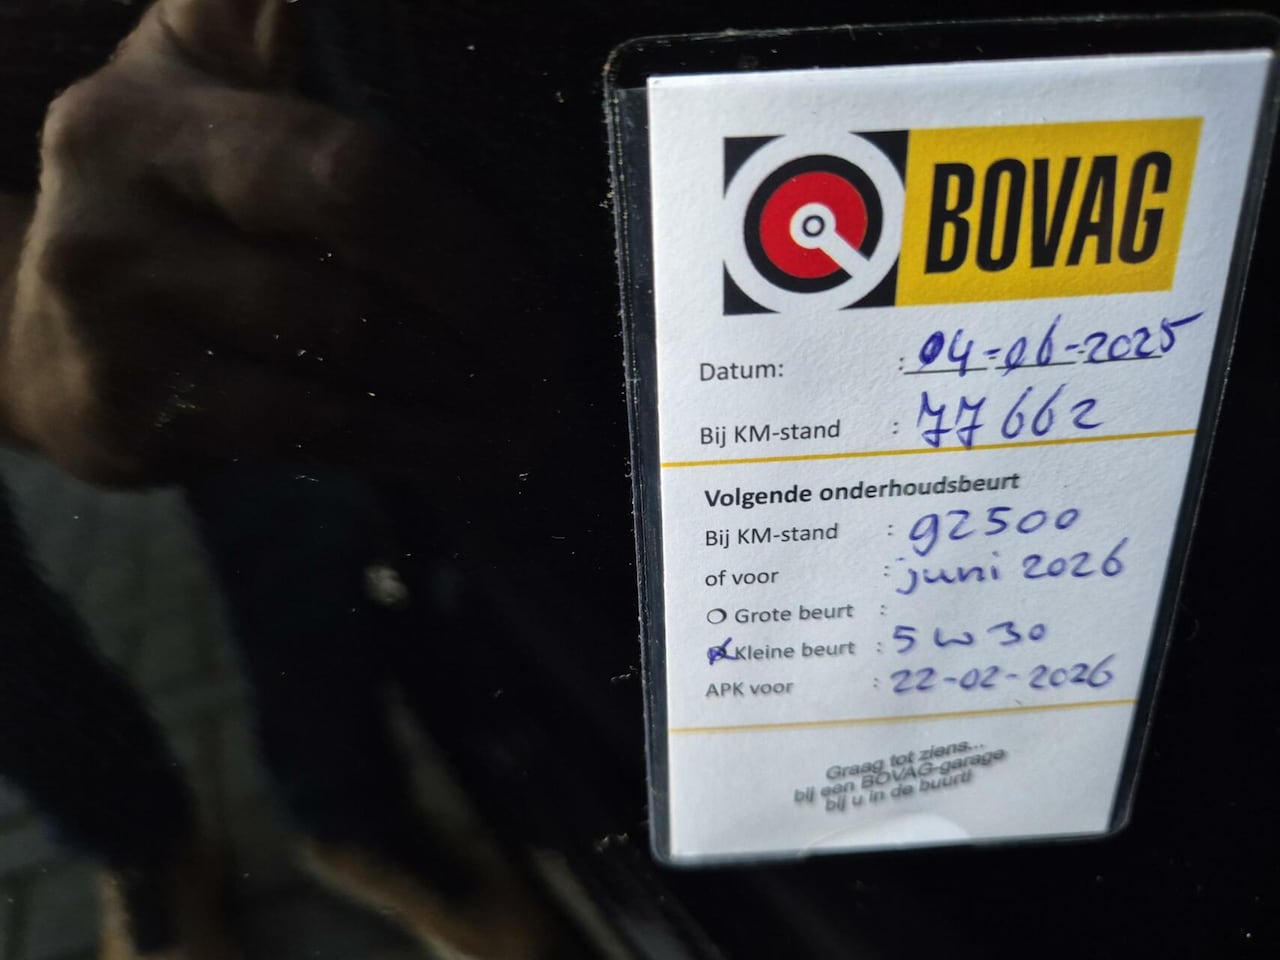 BOVAG
Datum: : 04-06-2025
Bij KM-stand : 77662
Volgende onderhoudsbeurt
Bij KM-stand : 92500
of voor : juni 2026
Grote beurt :
Kleine beurt : 5 w 30
APK voor : 22-02-2026
Graag tot ziens...
bij een BOVAG-garage
bij u in de buurt!